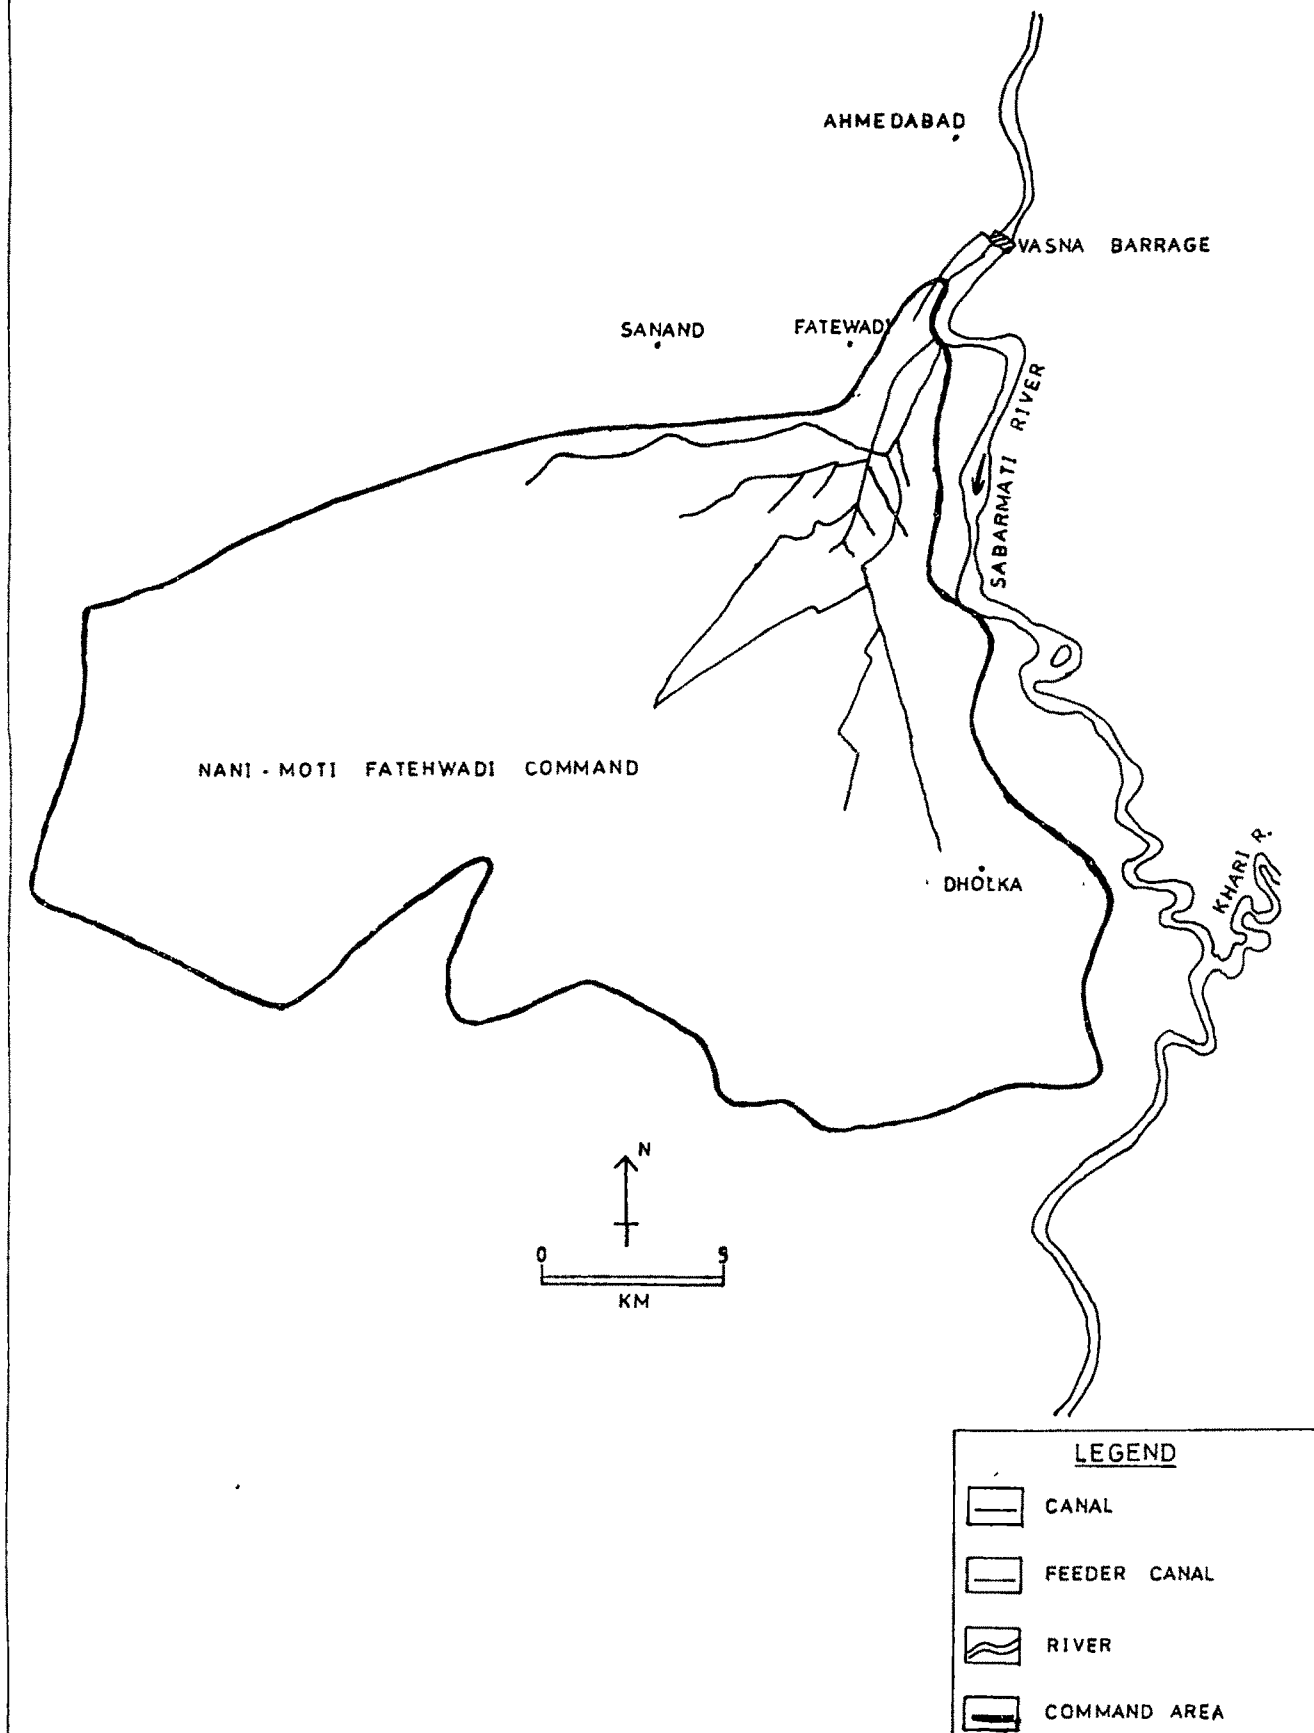 AHMEDABAD
VASNA BARRAGE
SANAND
FATEWADI
SABARMATI RIVER
NANI - MOTI FATEHWADI COMMAND
KHARI R.
DHOLKA
N
0 9
KM
LEGEND
CANAL
FEEDER CANAL
RIVER
COMMAND AREA